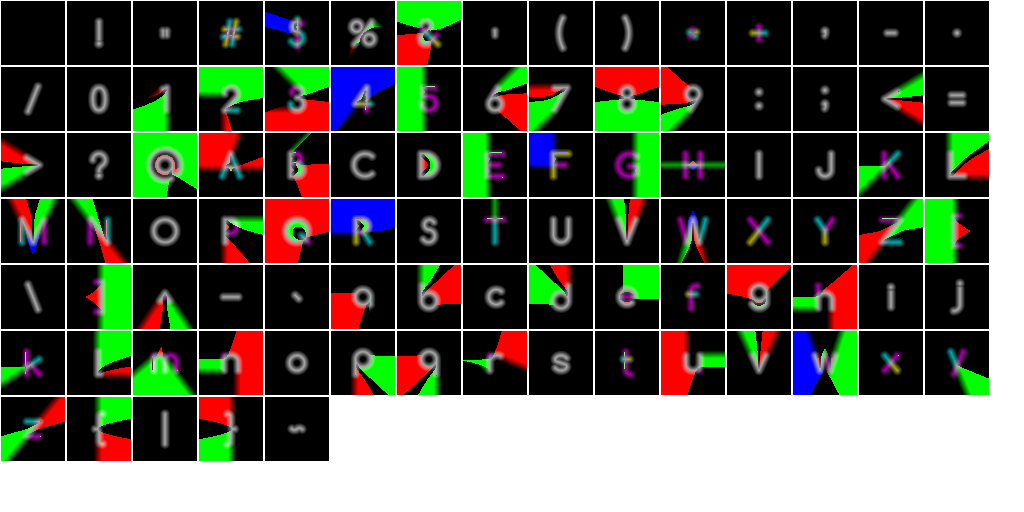 ! " # $ % & ' ( ) * + , - .
/ 0 1 2 3 4 5 6 7 8 9 : ; < =
> ? @ A B C D E F G H I J K L
M N O P Q R S T U V W X Y Z [
\ ] ^ _ ` a b c d e f g h i j
k l m n o p q r s t u v w x y
z { | } ~